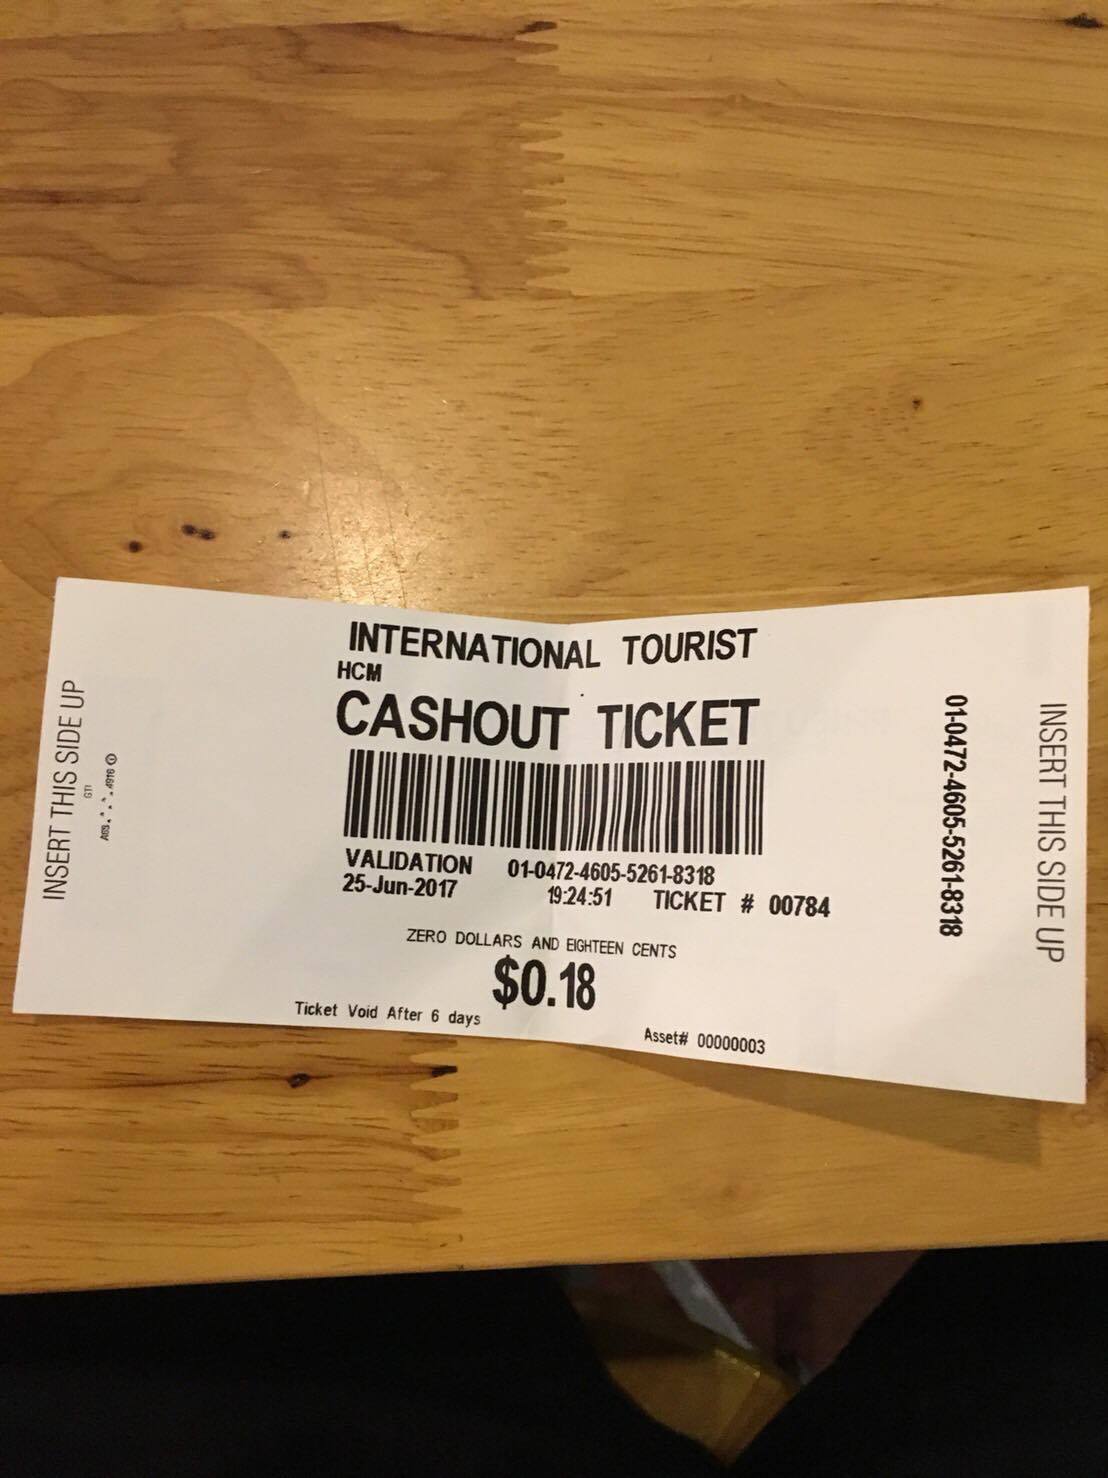 INTERNATIONAL TOURIST
HCM
CASHOUT TICKET
VALIDATION 01-0472-4605-5261-8318
25-Jun-2017 19:24:51 TICKET # 00784
ZERO DOLLARS AND EIGHTEEN CENTS
$0.18
Ticket Void After 6 days
Asset# 00000003
INSERT THIS SIDE UP
GTI
01-0472-4605-5261-8318
INSERT THIS SIDE UP